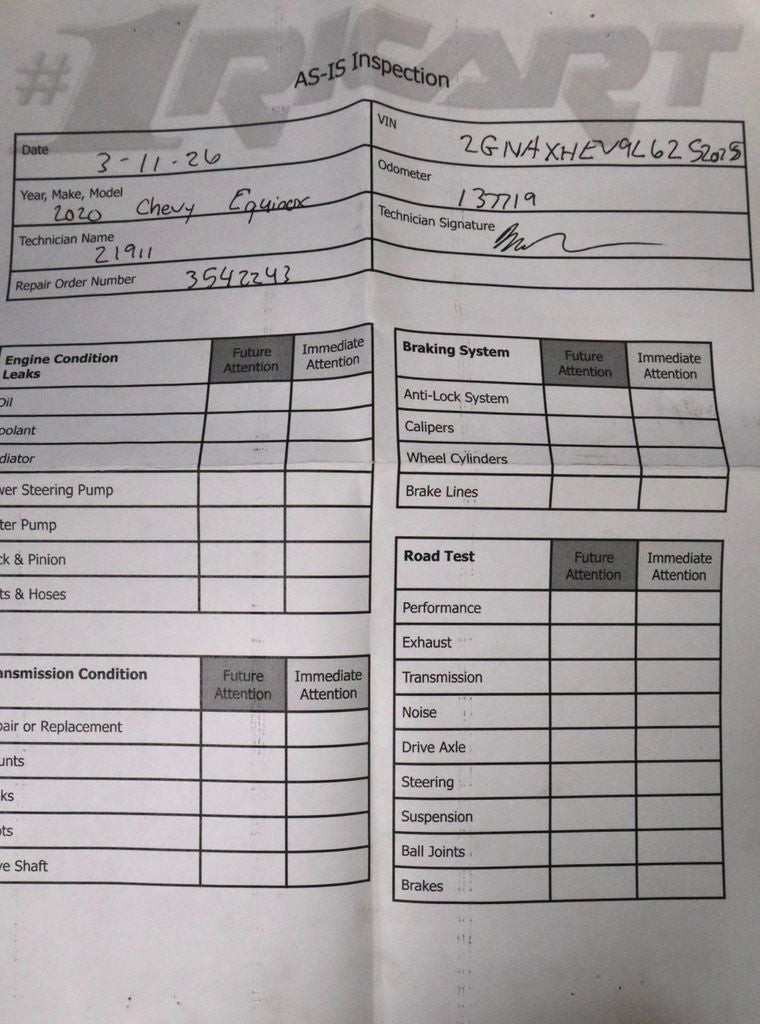 #1 RICART
AS-IS Inspection
Date 3-11-26
VIN 2GNAXHEV9L6252025
Year, Make, Model 2020 Chevy Equinox
Odometer 137719
Technician Name 21911
Technician Signature
Repair Order Number 3542243
Engine Condition Leaks Future Attention Immediate Attention
Oil
oolant
diator
wer Steering Pump
ter Pump
ck & Pinion
ts & Hoses
ansmission Condition Future Attention Immediate Attention
pair or Replacement
unts
ks
ots
ve Shaft
Braking System Future Attention Immediate Attention
Anti-Lock System
Calipers
Wheel Cylinders
Brake Lines
Road Test Future Attention Immediate Attention
Performance
Exhaust
Transmission
Noise
Drive Axle
Steering
Suspension
Ball Joints
Brakes